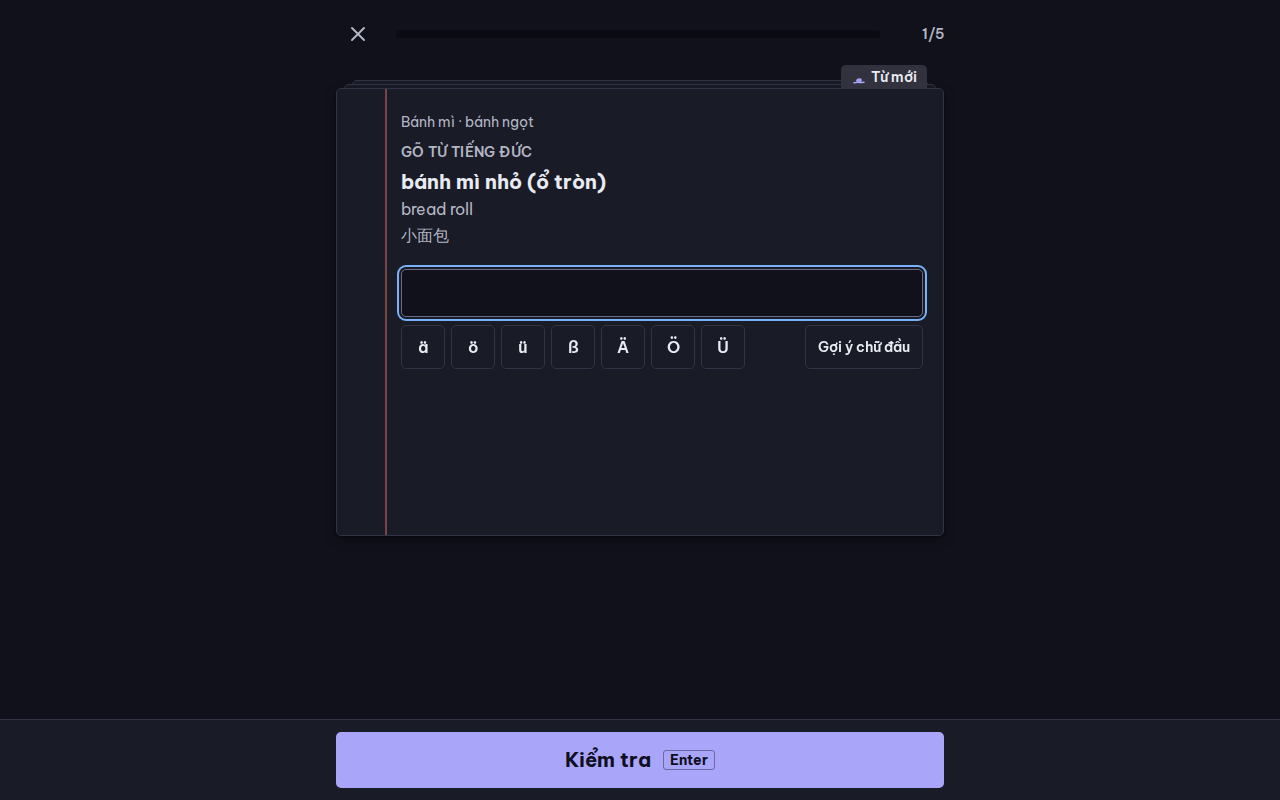 1/5
Từ mới
Bánh mì · bánh ngọt
GÕ TỪ TIẾNG ĐỨC
bánh mì nhỏ (ổ tròn)
bread roll
小面包
ä ö ü ß Ä Ö Ü Gợi ý chữ đầu
Kiểm tra Enter